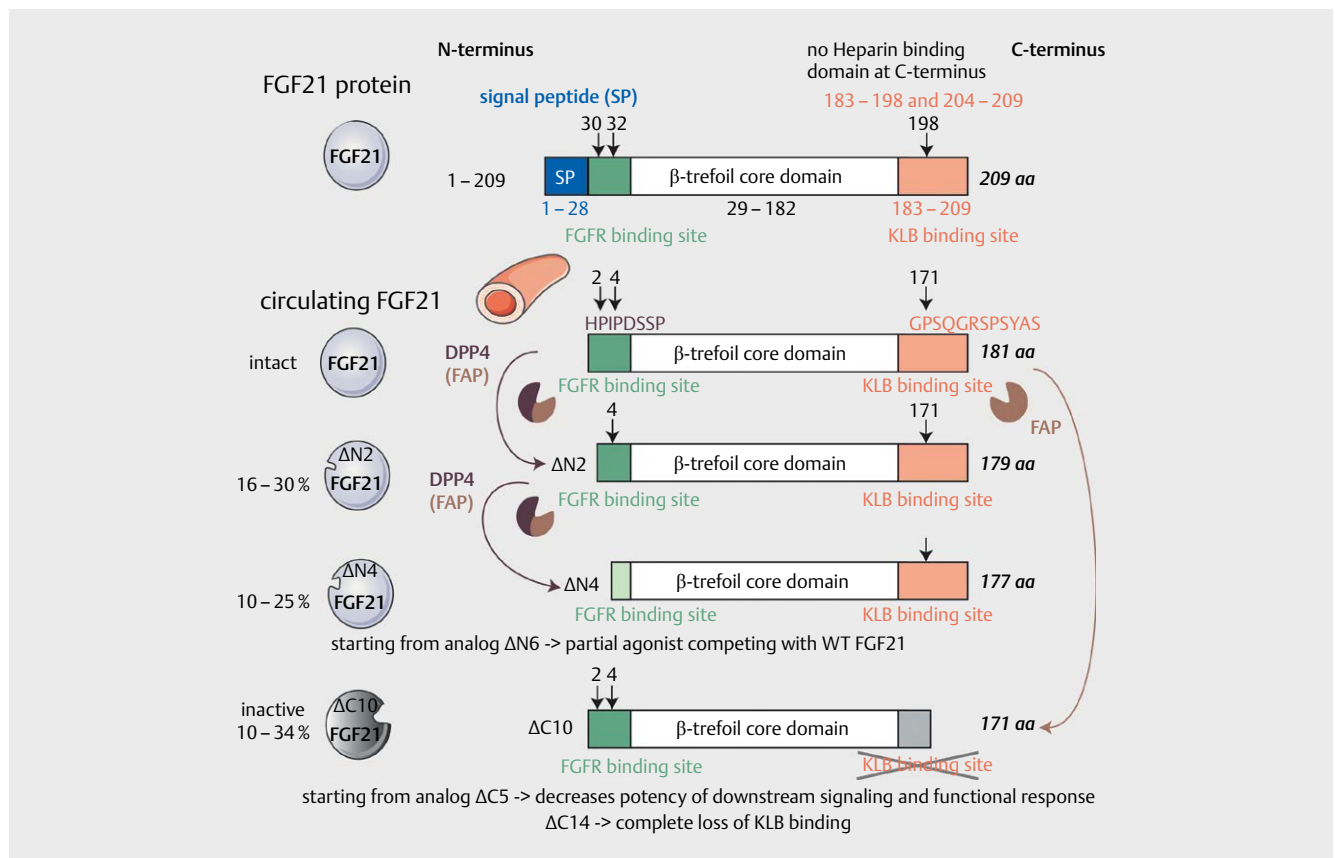 N-terminus
no Heparin binding
domain at C-terminus
C-terminus
FGF21 protein
signal peptide (SP)
183 – 198 and 204 – 209
30 32
198
FGF21
1 – 209
SP
β-trefoil core domain
209 aa
1 – 28
29 – 182
183 – 209
FGFR binding site
KLB binding site
circulating FGF21
2 4
171
HPIPDSSP
GPSQGRSPSYAS
intact
FGF21
DPP4
(FAP)
β-trefoil core domain
181 aa
FGFR binding site
KLB binding site
FAP
4
171
16 – 30 %
ΔN2
FGF21
ΔN2
β-trefoil core domain
179 aa
DPP4
(FAP)
FGFR binding site
KLB binding site
10 – 25 %
ΔN4
FGF21
ΔN4
β-trefoil core domain
177 aa
FGFR binding site
KLB binding site
starting from analog ΔN6 -> partial agonist competing with WT FGF21
2 4
inactive
10 – 34 %
ΔC10
FGF21
ΔC10
β-trefoil core domain
171 aa
FGFR binding site
KLB binding site
starting from analog ΔC5 -> decreases potency of downstream signaling and functional response
ΔC14 -> complete loss of KLB binding